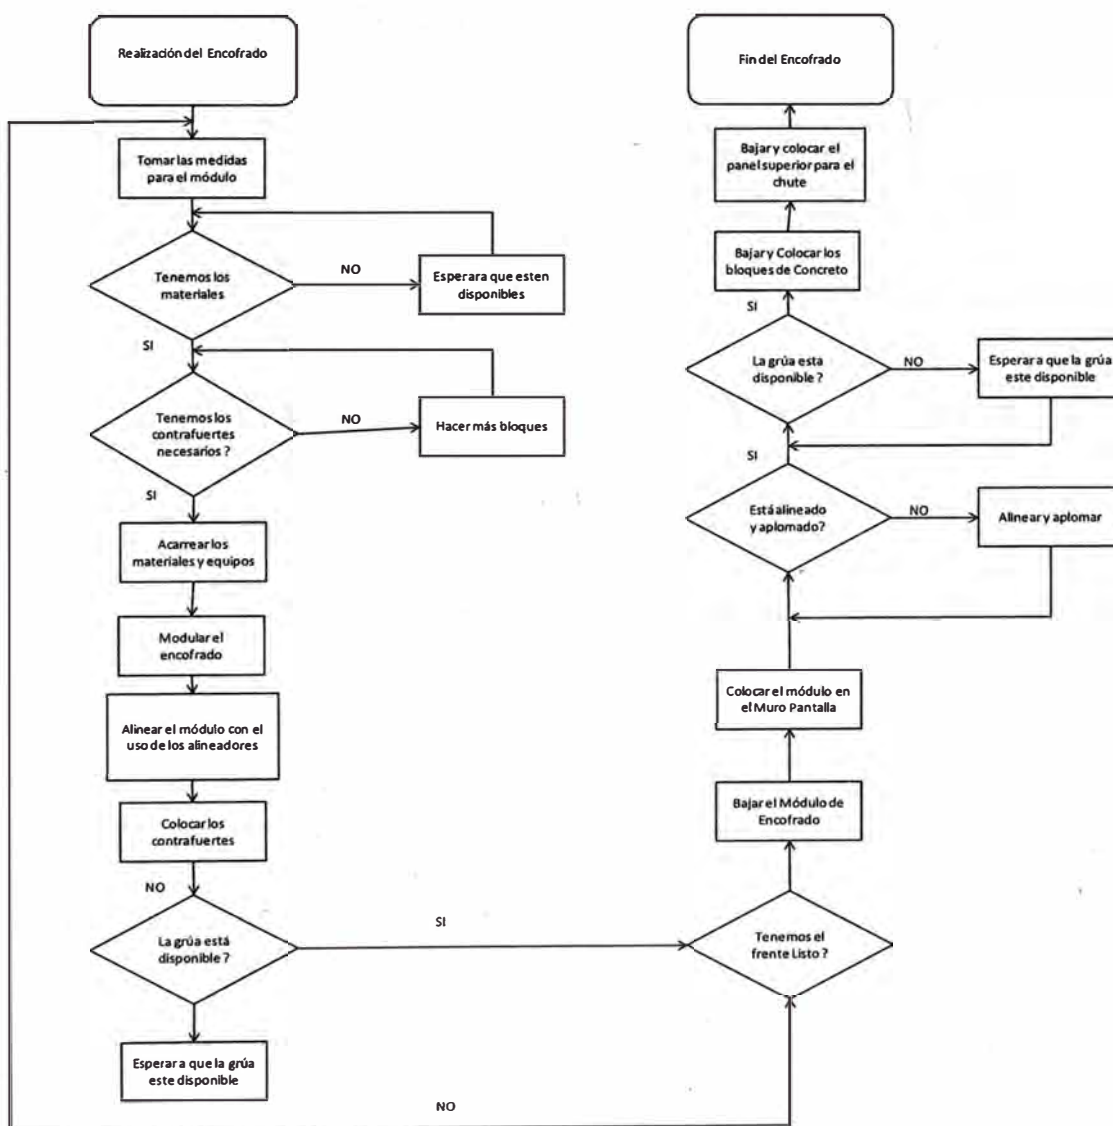 Realización del Encofrado
Tomar las medidas
para el módulo
Tenemos los
materiales
NO
Esperar a que esten
disponibles
SI
Tenemos los
contrafuertes
necesarios ?
NO
Hacer más bloques
SI
Acarrear los
materiales y equipos
Modular el
encofrado
Alinear el módulo con el
uso de los alineadores
Colocar los
contrafuertes
NO
La grúa está
disponible ?
SI
Esperar a que la grúa
este disponible
NO
Tenemos el
frente Listo ?
Bajar el Módulo de
Encofrado
Colocar el módulo en
el Muro Pantalla
Está alineado
y aplomado?
NO
Alinear y aplomar
SI
La grúa esta
disponible ?
NO
Esperar a que la grúa
este disponible
SI
Bajar y Colocar los
bloques de Concreto
Bajar y colocar el
panel superior para el
chute
Fin del Encofrado